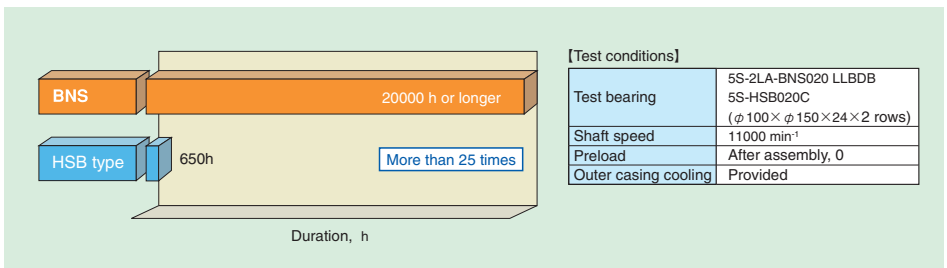 BNS
20000 h or longer
HSB type
650h
More than 25 times
Duration, h
【Test conditions】
Test bearing
5S-2LA-BNS020 LLBDB
5S-HSB020C
(φ100×φ150×24×2 rows)
Shaft speed
11000 min⁻¹
Preload
After assembly, 0
Outer casing cooling
Provided